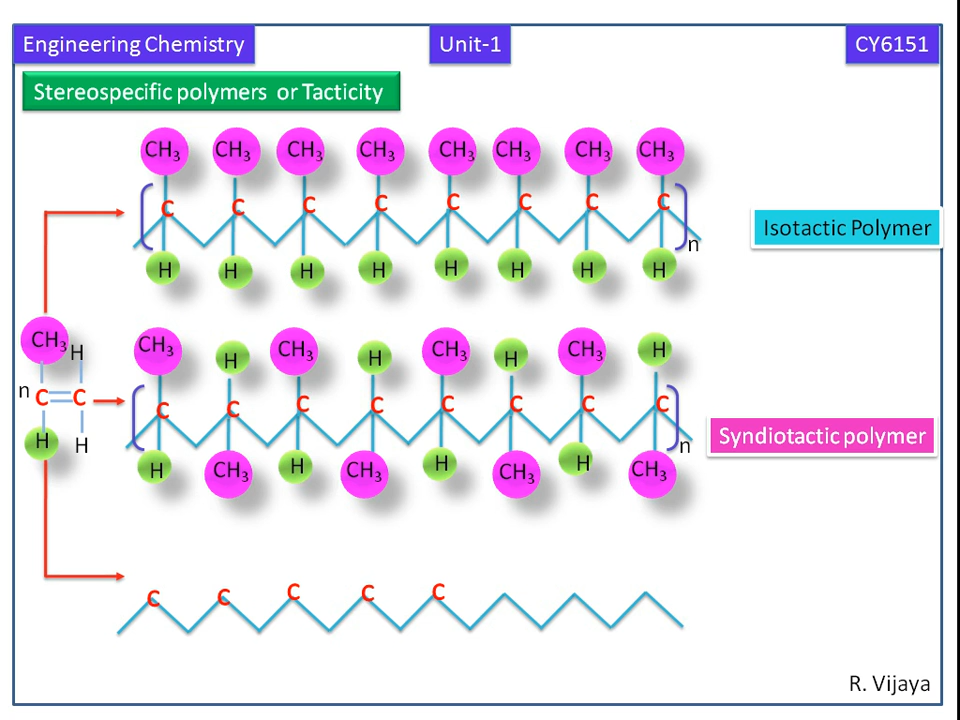 Engineering Chemistry
Unit-1
CY6151
Stereospecific polymers or Tacticity
CH3 CH3 CH3 CH3 CH3 CH3 CH3 CH3
C C C C C C C C
Isotactic Polymer
n
H H H H H H H H
CH3 H CH3 H CH3 H CH3 H
CH3 H
n C C
H H
C C C C C C C C
Syndiotactic polymer
n
H CH3 H CH3 H CH3 H CH3
C C C C C
R. Vijaya